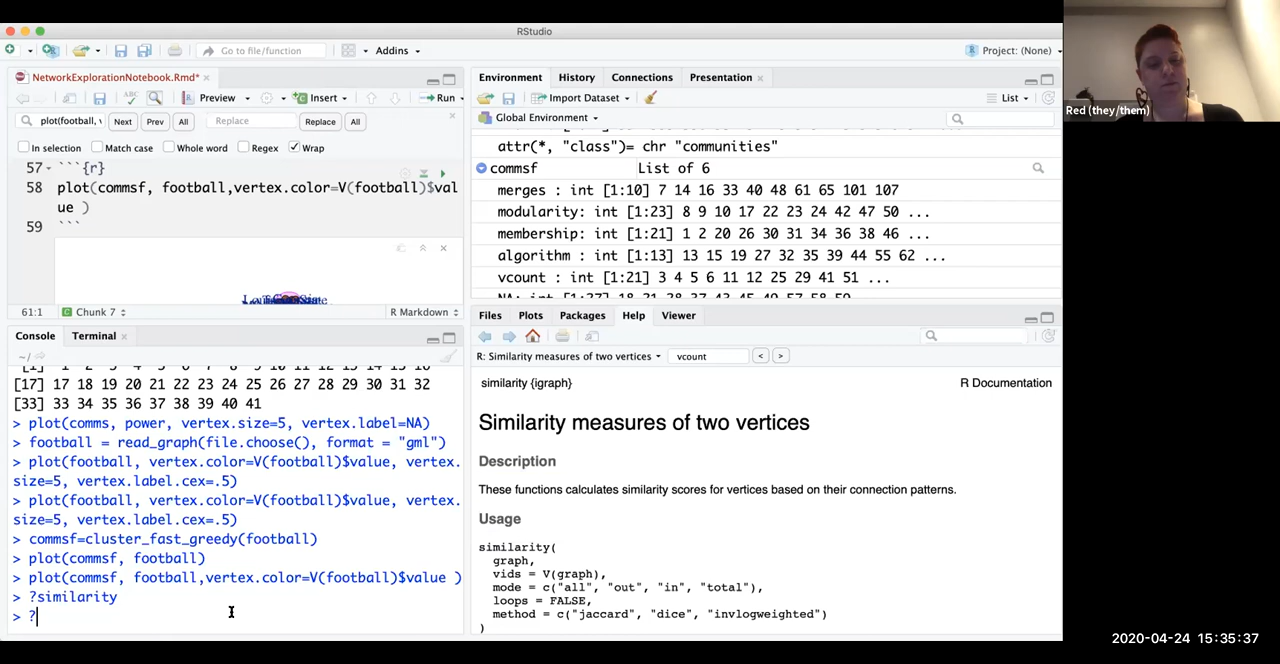 RStudio
Go to file/function
Addins
Project: (None)
NetworkExplorationNotebook.Rmd*
Preview
Insert
Run
plot(football, v
Next
Prev
All
Replace
Replace
All
In selection
Match case
Whole word
Regex
Wrap
57 ```{r}
58 plot(commsf, football,vertex.color=V(football)$val
ue )
59 ```
61:1
Chunk 7
R Markdown
Console
Terminal
~/
[17] 17 18 19 20 21 22 23 24 25 26 27 28 29 30 31 32
[33] 33 34 35 36 37 38 39 40 41
> plot(comms, power, vertex.size=5, vertex.label=NA)
> football = read_graph(file.choose(), format = "gml")
> plot(football, vertex.color=V(football)$value, vertex.
size=5, vertex.label.cex=.5)
> plot(football, vertex.color=V(football)$value, vertex.
size=5, vertex.label.cex=.5)
> commsf=cluster_fast_greedy(football)
> plot(commsf, football)
> plot(commsf, football,vertex.color=V(football)$value )
> ?similarity
> ?
Environment
History
Connections
Presentation
Import Dataset
List
Global Environment
attr(*, "class")= chr "communities"
commsf List of 6
merges : int [1:10] 7 14 16 33 40 48 61 65 101 107
modularity: int [1:23] 8 9 10 17 22 23 24 42 47 50 ...
membership: int [1:21] 1 2 20 26 30 31 34 36 38 46 ...
algorithm : int [1:13] 13 15 19 27 32 35 39 44 55 62 ...
vcount : int [1:21] 3 4 5 6 11 12 25 29 41 51 ...
Files
Plots
Packages
Help
Viewer
R: Similarity measures of two vertices
vcount
<
>
similarity {igraph}
R Documentation
Similarity measures of two vertices
Description
These functions calculates similarity scores for vertices based on their connection patterns.
Usage
similarity(
graph,
vids = V(graph),
mode = c("all", "out", "in", "total"),
loops = FALSE,
method = c("jaccard", "dice", "invlogweighted")
)
Red (they/them)
2020-04-24 15:35:37